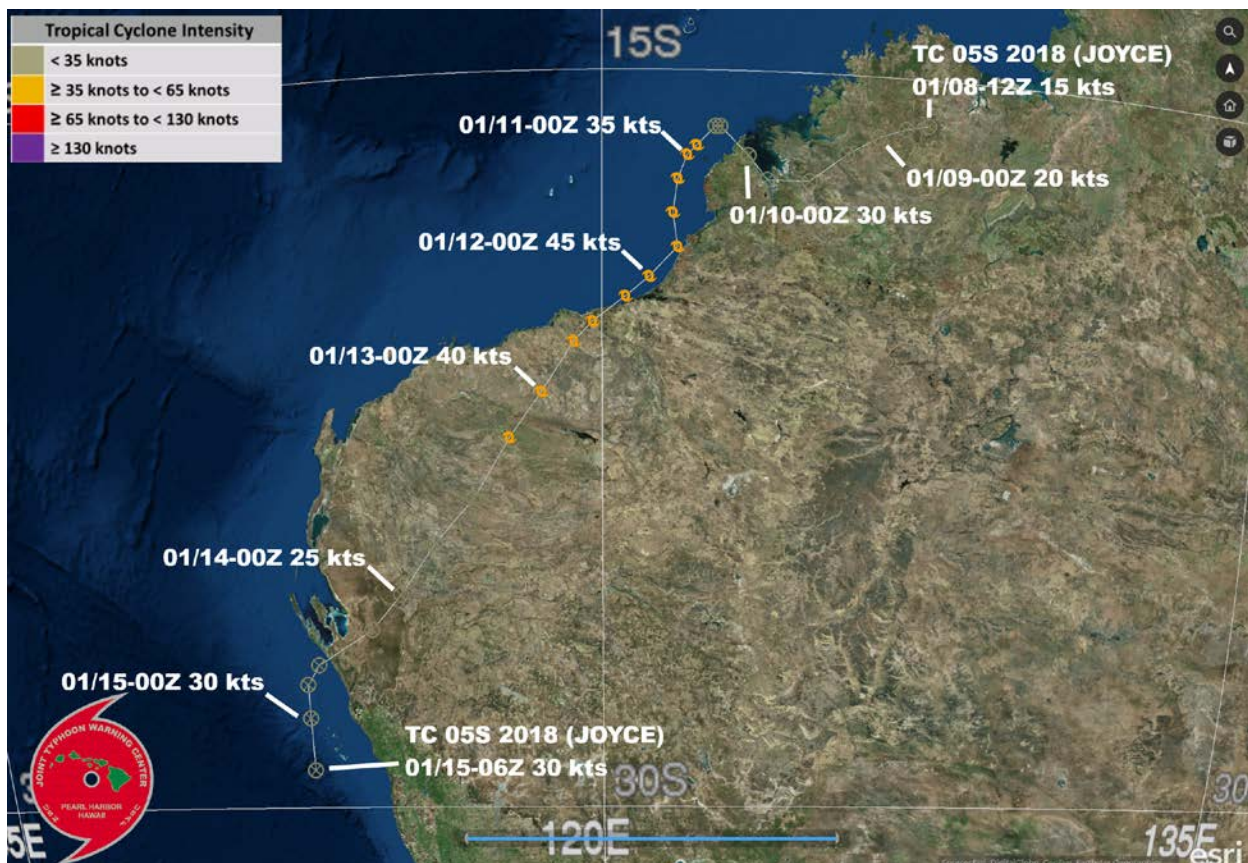 Tropical Cyclone Intensity
< 35 knots
≥ 35 knots to < 65 knots
≥ 65 knots to < 130 knots
≥ 130 knots
15S
TC 05S 2018 (JOYCE)
01/08-12Z 15 kts
01/11-00Z 35 kts
01/09-00Z 20 kts
01/10-00Z 30 kts
01/12-00Z 45 kts
01/13-00Z 40 kts
01/14-00Z 25 kts
01/15-00Z 30 kts
TC 05S 2018 (JOYCE)
01/15-06Z 30 kts
JOINT TYPHOON WARNING CENTER
PEARL HARBOR
HAWAII
30S
30
5E
120E
135E
esri